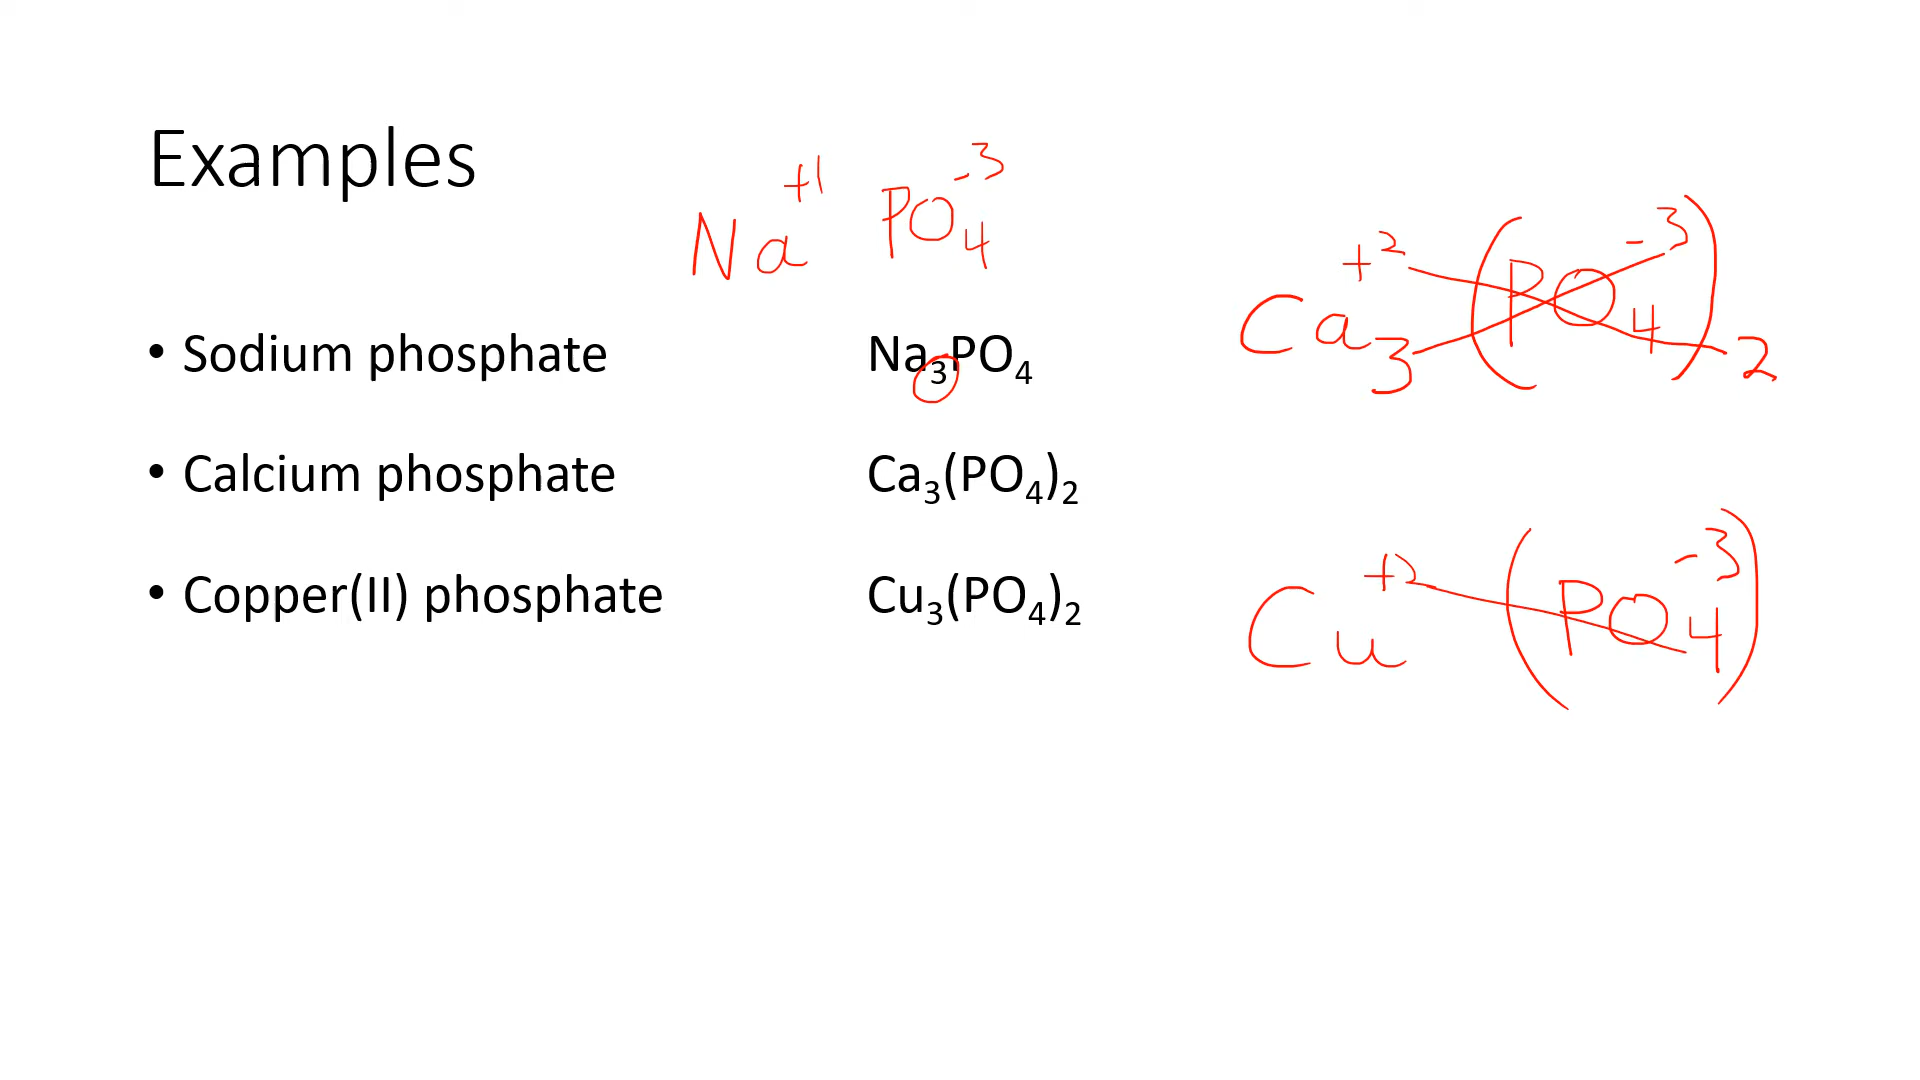 Examples
Na⁺¹ PO₄⁻³
• Sodium phosphate Na₃PO₄
Ca₃⁺² (PO₄⁻³)₂
• Calcium phosphate Ca₃(PO₄)₂
• Copper(II) phosphate Cu₃(PO₄)₂
Cu⁺² (PO₄⁻³)